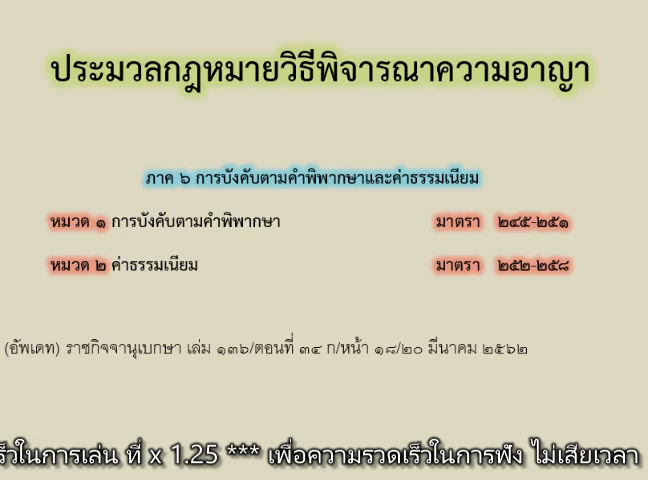 ประมวลกฎหมายวิธีพิจารณาความอาญา
ภาค ๖ การบังคับตามคำพิพากษาและค่าธรรมเนียม
หมวด ๑ การบังคับตามคำพิพากษา มาตรา ๒๔๕-๒๕๑
หมวด ๒ ค่าธรรมเนียม มาตรา ๒๕๒-๒๕๘
(อัพเดท) ราชกิจจานุเบกษา เล่ม ๑๓๖/ตอนที่ ๓๔ ก/หน้า ๑๘/๒๐ มีนาคม ๒๕๖๒
ร็วในการเล่น ที่ x 1.25 *** เพื่อความรวดเร็วในการฟัง ไม่เสียเวลา